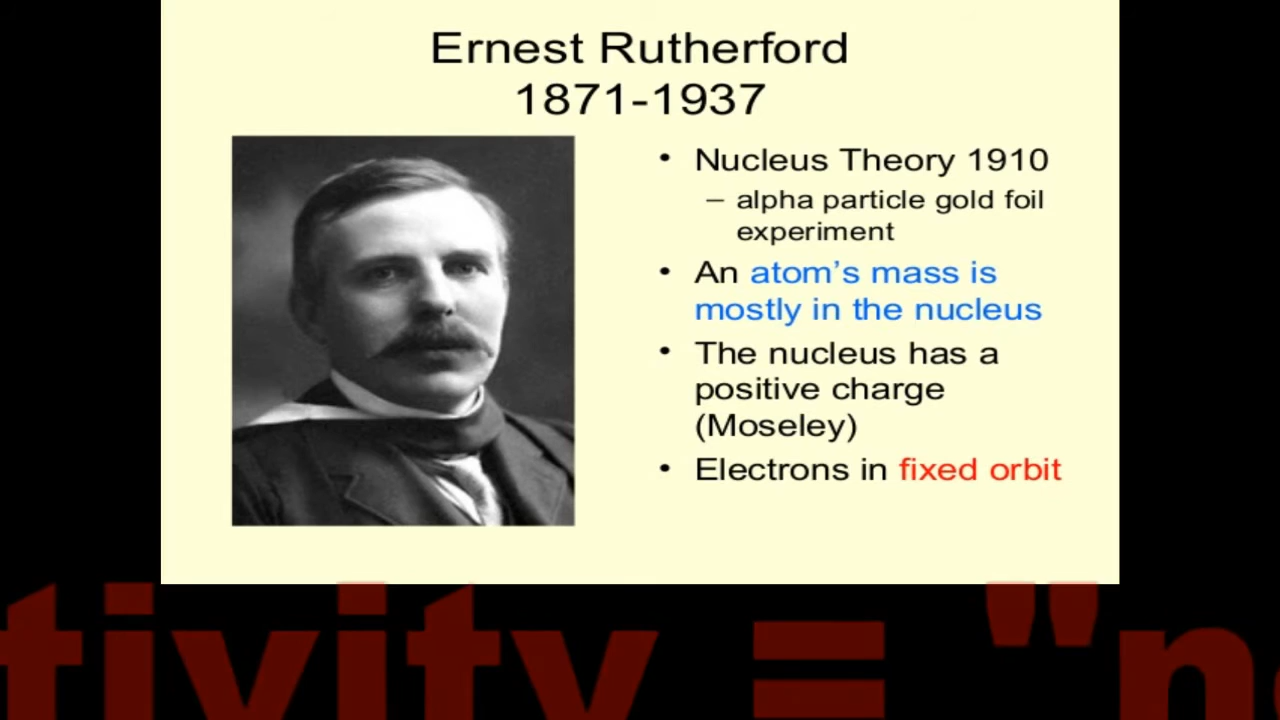 Ernest Rutherford
1871-1937
• Nucleus Theory 1910
– alpha particle gold foil
experiment
• An atom's mass is
mostly in the nucleus
• The nucleus has a
positive charge
(Moseley)
• Electrons in fixed orbit
tivity = "n